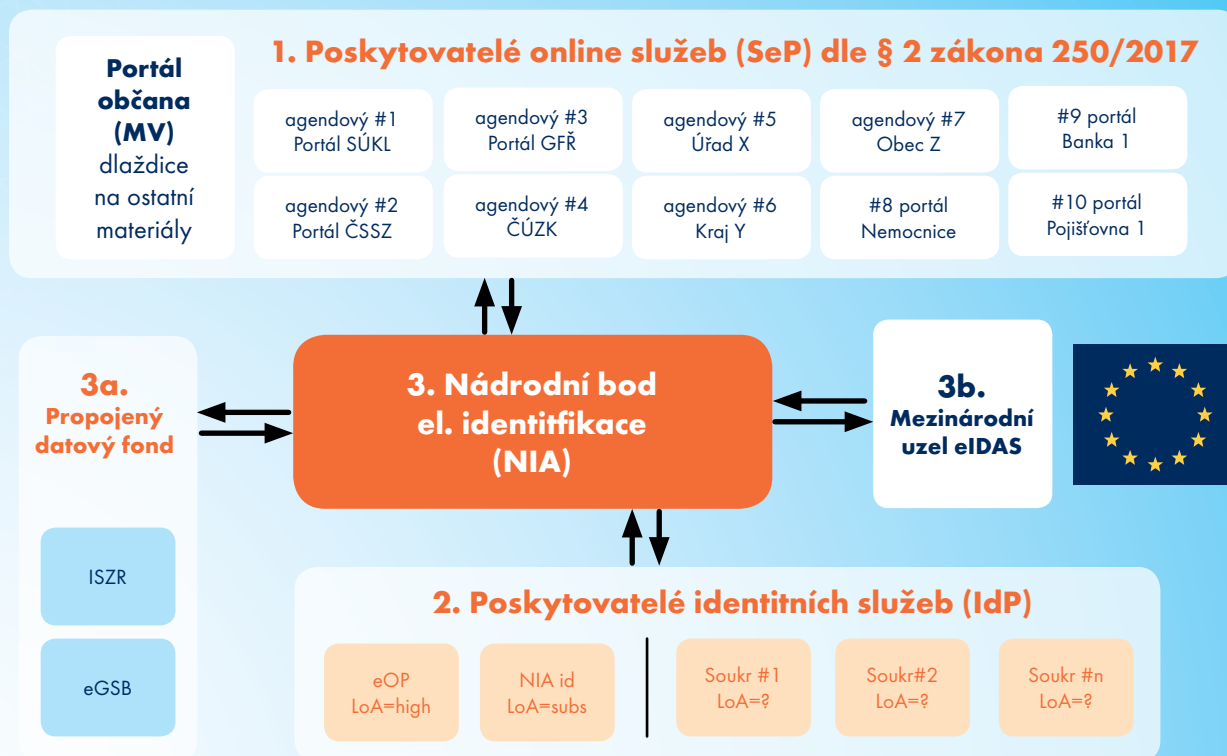 1. Poskytovatelé online služeb (SeP) dle § 2 zákona 250/2017
Portál
občana
(MV)
dlaždice
na ostatní
materiály
agendový #1
Portál SÚKL
agendový #3
Portál GFŘ
agendový #5
Úřad X
agendový #7
Obec Z
#9 portál
Banka 1
agendový #2
Portál ČSSZ
agendový #4
ČÚZK
agendový #6
Kraj Y
#8 portál
Nemocnice
#10 portál
Pojišťovna 1
3a.
Propojený
datový fond
ISZR
eGSB
3. Nádrodní bod
el. identitfikace
(NIA)
3b.
Mezinárodní
uzel eIDAS
2. Poskytovatelé identitních služeb (IdP)
eOP
LoA=high
NIA id
LoA=subs
Soukr #1
LoA=?
Soukr#2
LoA=?
Soukr #n
LoA=?